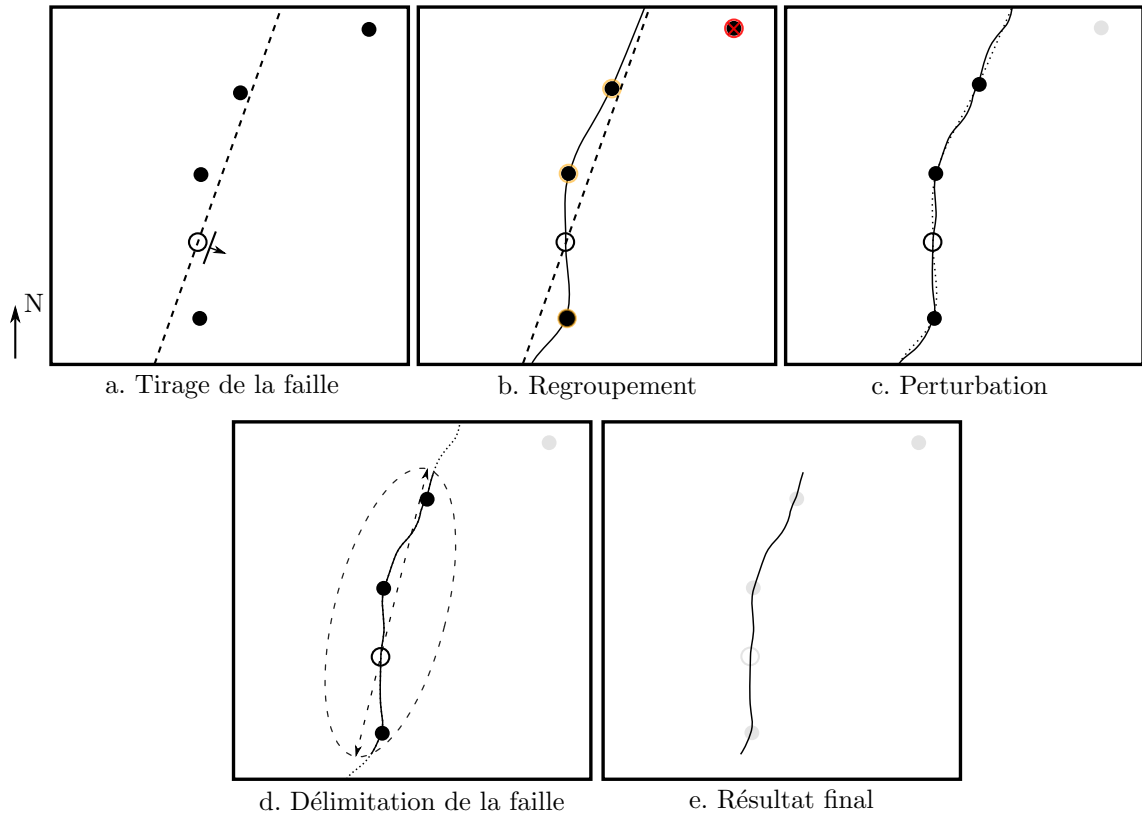 N
a. Tirage de la faille
b. Regroupement
c. Perturbation
d. Délimitation de la faille
e. Résultat final